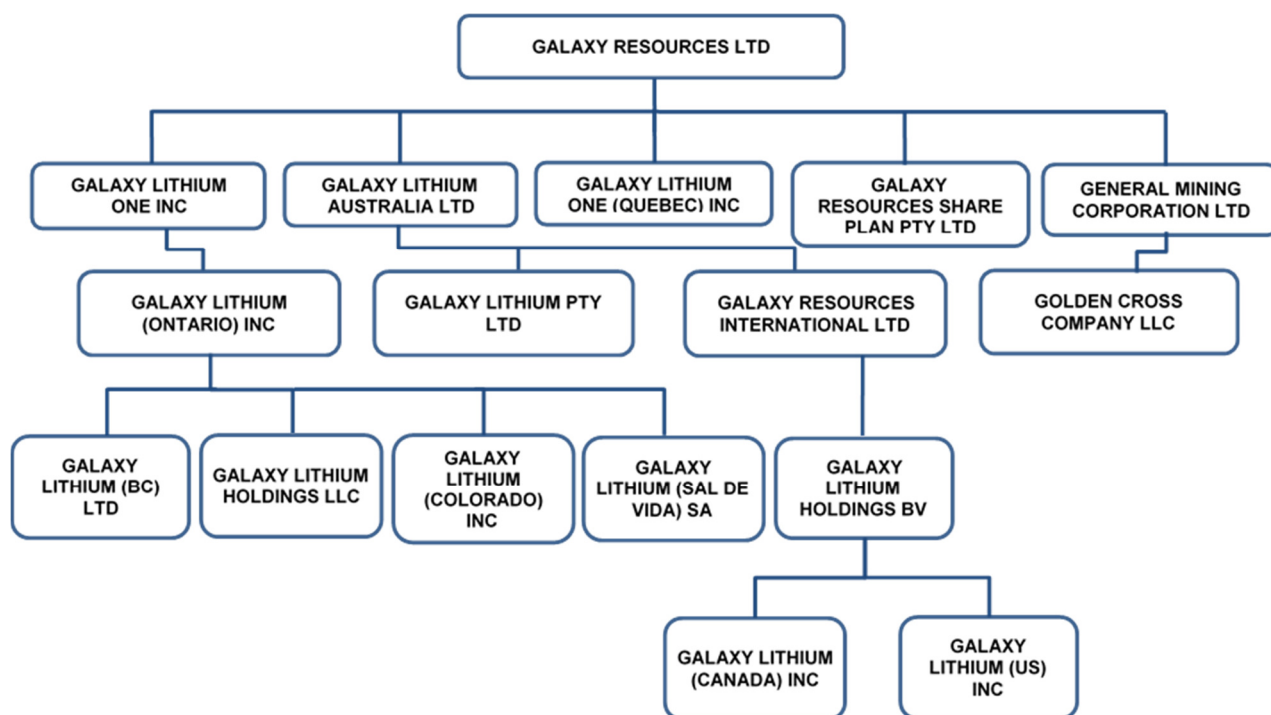 GALAXY RESOURCES LTD
GALAXY LITHIUM
ONE INC
GALAXY LITHIUM
AUSTRALIA LTD
GALAXY LITHIUM
ONE (QUEBEC) INC
GALAXY
RESOURCES SHARE
PLAN PTY LTD
GENERAL MINING
CORPORATION LTD
GALAXY LITHIUM
(ONTARIO) INC
GALAXY LITHIUM PTY
LTD
GALAXY RESOURCES
INTERNATIONAL LTD
GOLDEN CROSS
COMPANY LLC
GALAXY
LITHIUM (BC)
LTD
GALAXY LITHIUM
HOLDINGS LLC
GALAXY
LITHIUM
(COLORADO)
INC
GALAXY
LITHIUM (SAL DE
VIDA) SA
GALAXY
LITHIUM
HOLDINGS BV
GALAXY LITHIUM
(CANADA) INC
GALAXY
LITHIUM (US)
INC